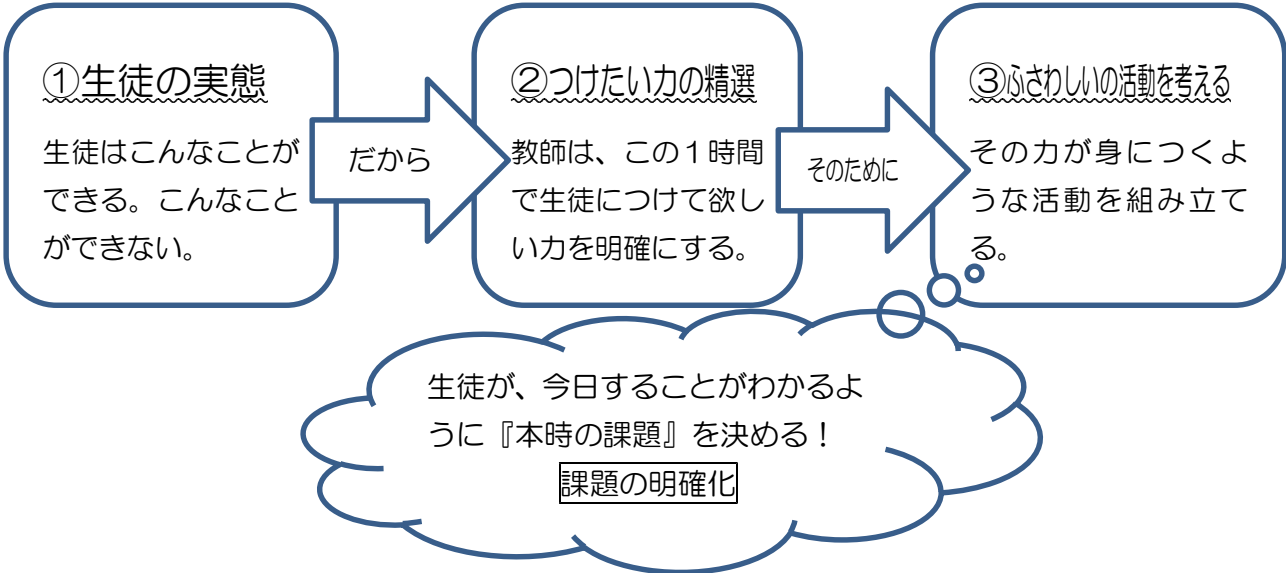 ①生徒の実態
生徒はこんなことが
できる。こんなこと
ができない。
だから
②つけたい力の精選
教師は、この１時間
で生徒につけて欲し
い力を明確にする。
そのために
③ふさわしいの活動を考える
その力が身につくよ
うな活動を組み立て
る。
生徒が、今日することがわかるよ
うに『本時の課題』を決める！
課題の明確化